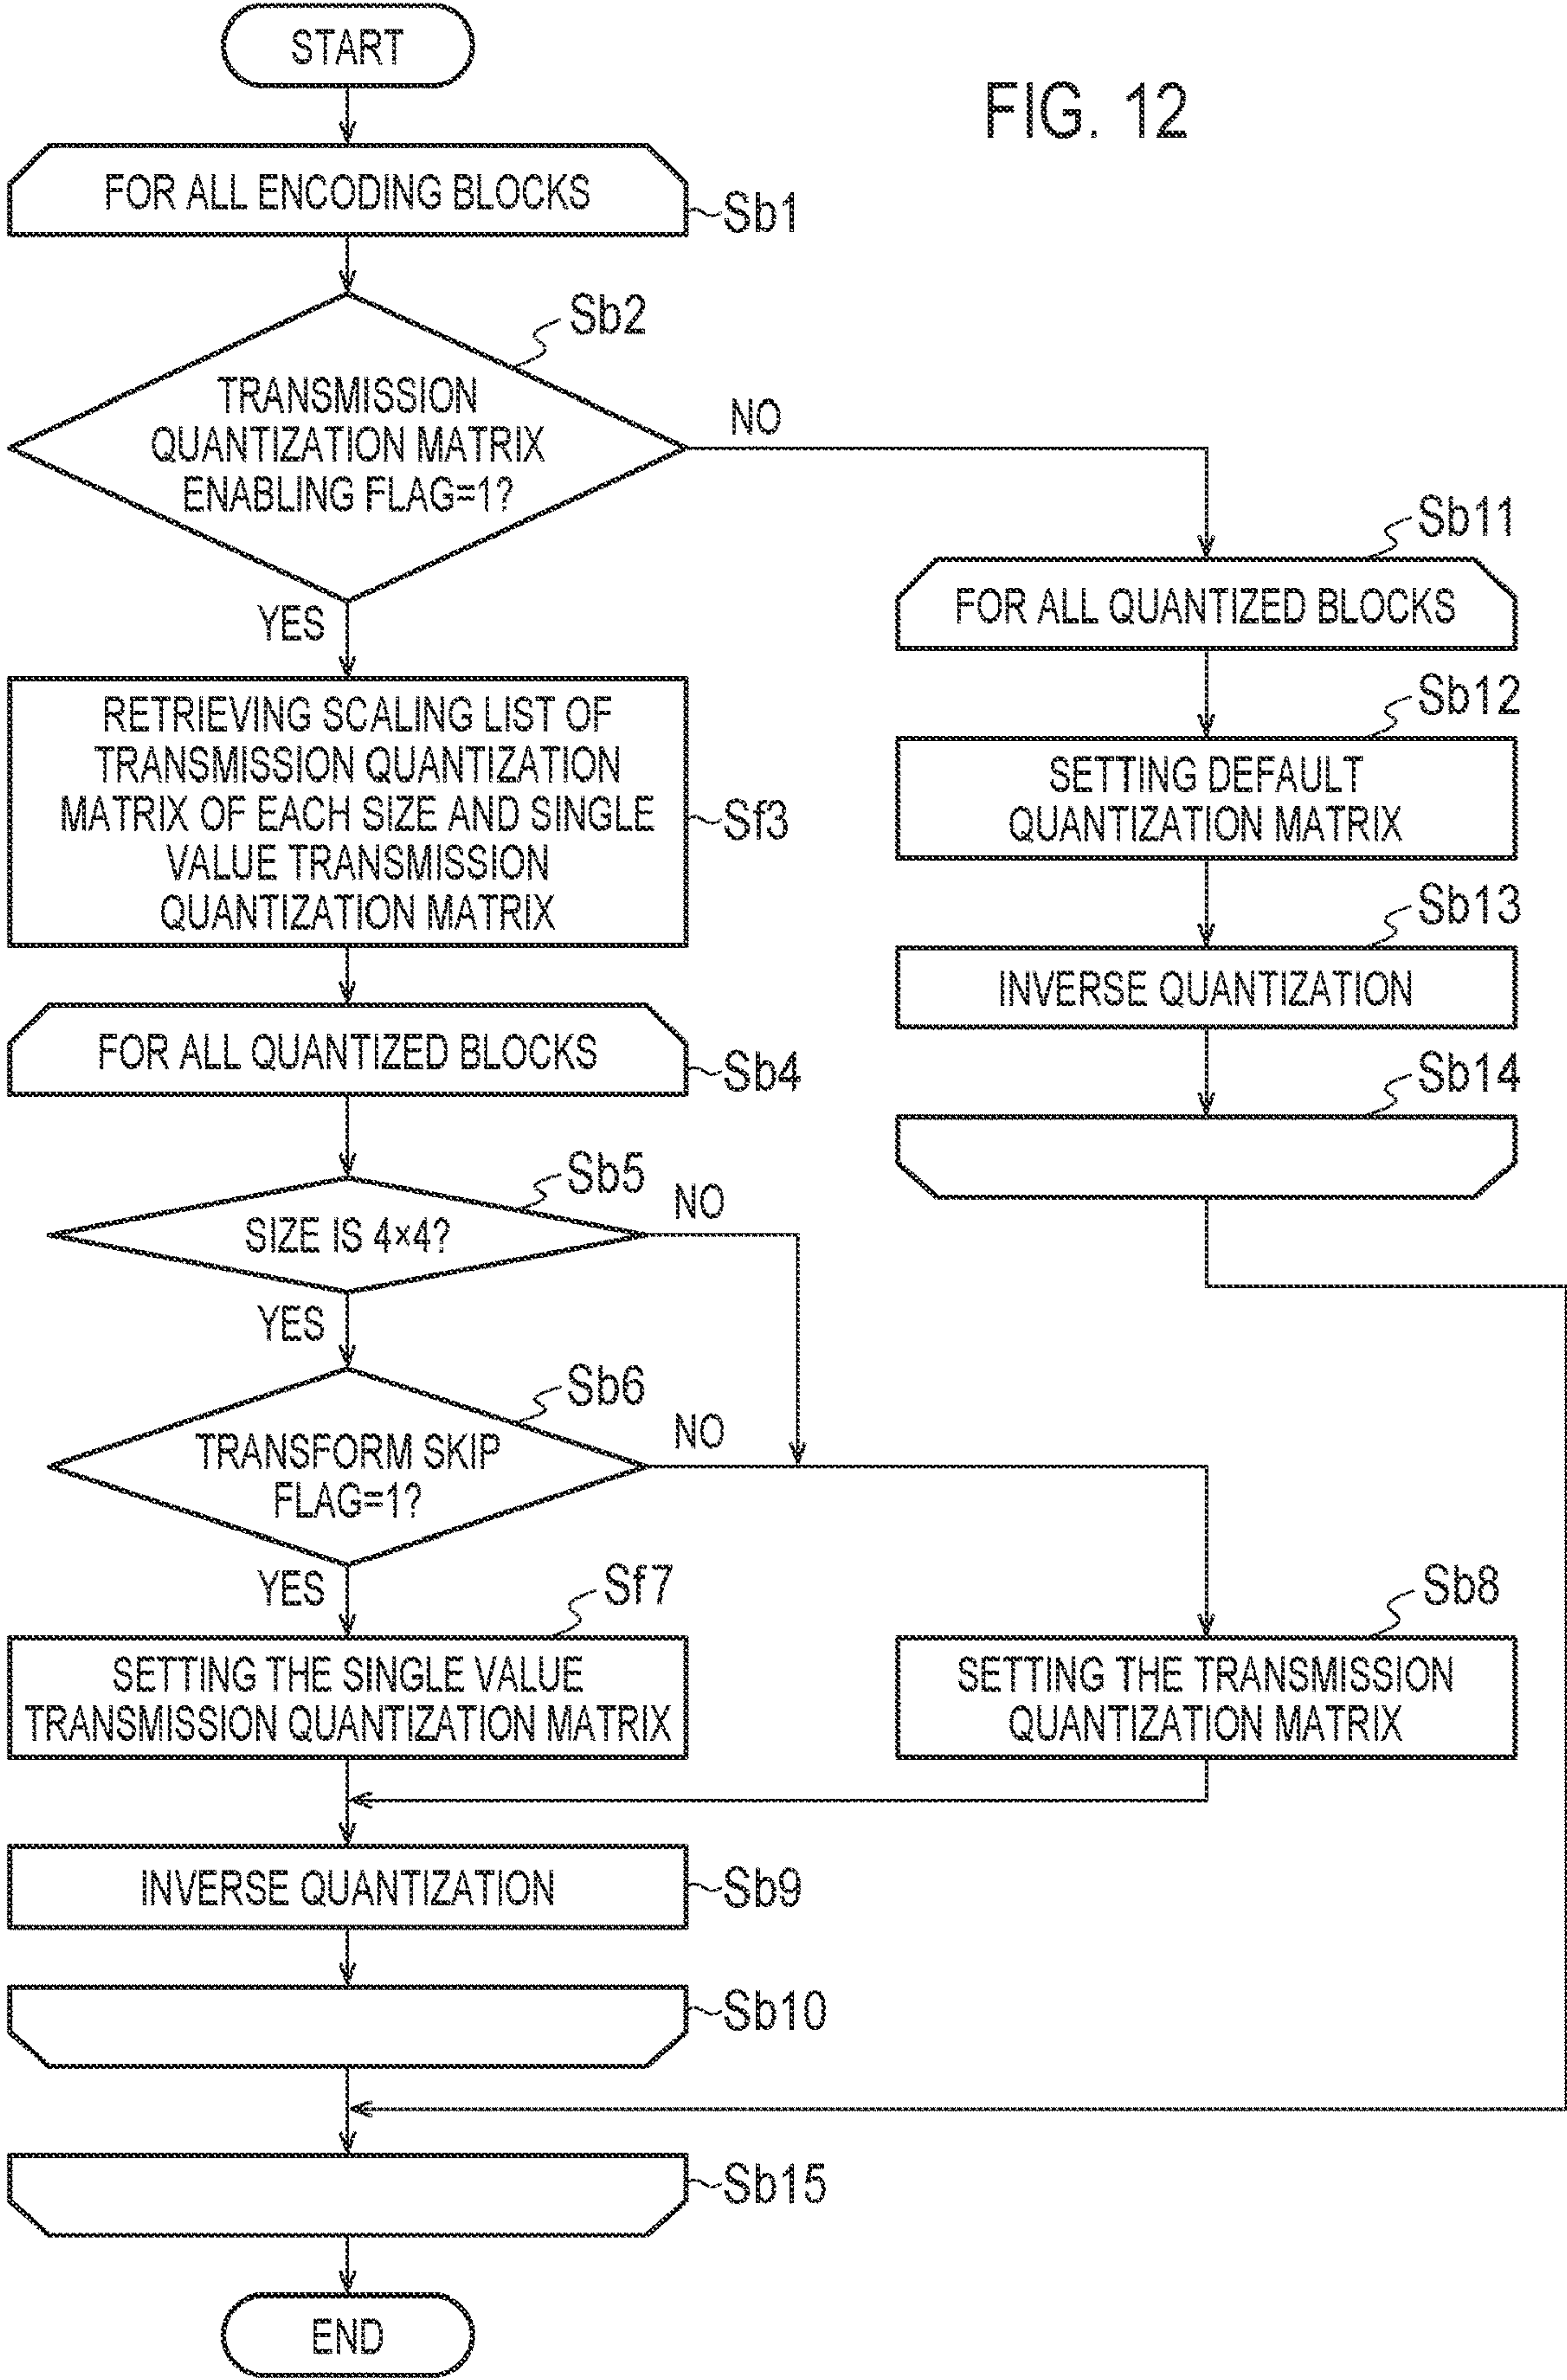 START
FIG. 12
FOR ALL ENCODING BLOCKS
Sb1
Sb2
TRANSMISSION
QUANTIZATION MATRIX
ENABLING FLAG=1?
NO
YES
Sb11
FOR ALL QUANTIZED BLOCKS
RETRIEVING SCALING LIST OF
TRANSMISSION QUANTIZATION
MATRIX OF EACH SIZE AND SINGLE
VALUE TRANSMISSION
QUANTIZATION MATRIX
Sf3
Sb12
SETTING DEFAULT
QUANTIZATION MATRIX
Sb13
INVERSE QUANTIZATION
FOR ALL QUANTIZED BLOCKS
Sb4
Sb14
Sb5
SIZE IS 4×4?
NO
YES
Sb6
TRANSFORM SKIP
FLAG=1?
NO
YES
Sf7
SETTING THE SINGLE VALUE
TRANSMISSION QUANTIZATION MATRIX
Sb8
SETTING THE TRANSMISSION
QUANTIZATION MATRIX
INVERSE QUANTIZATION
Sb9
Sb10
Sb15
END